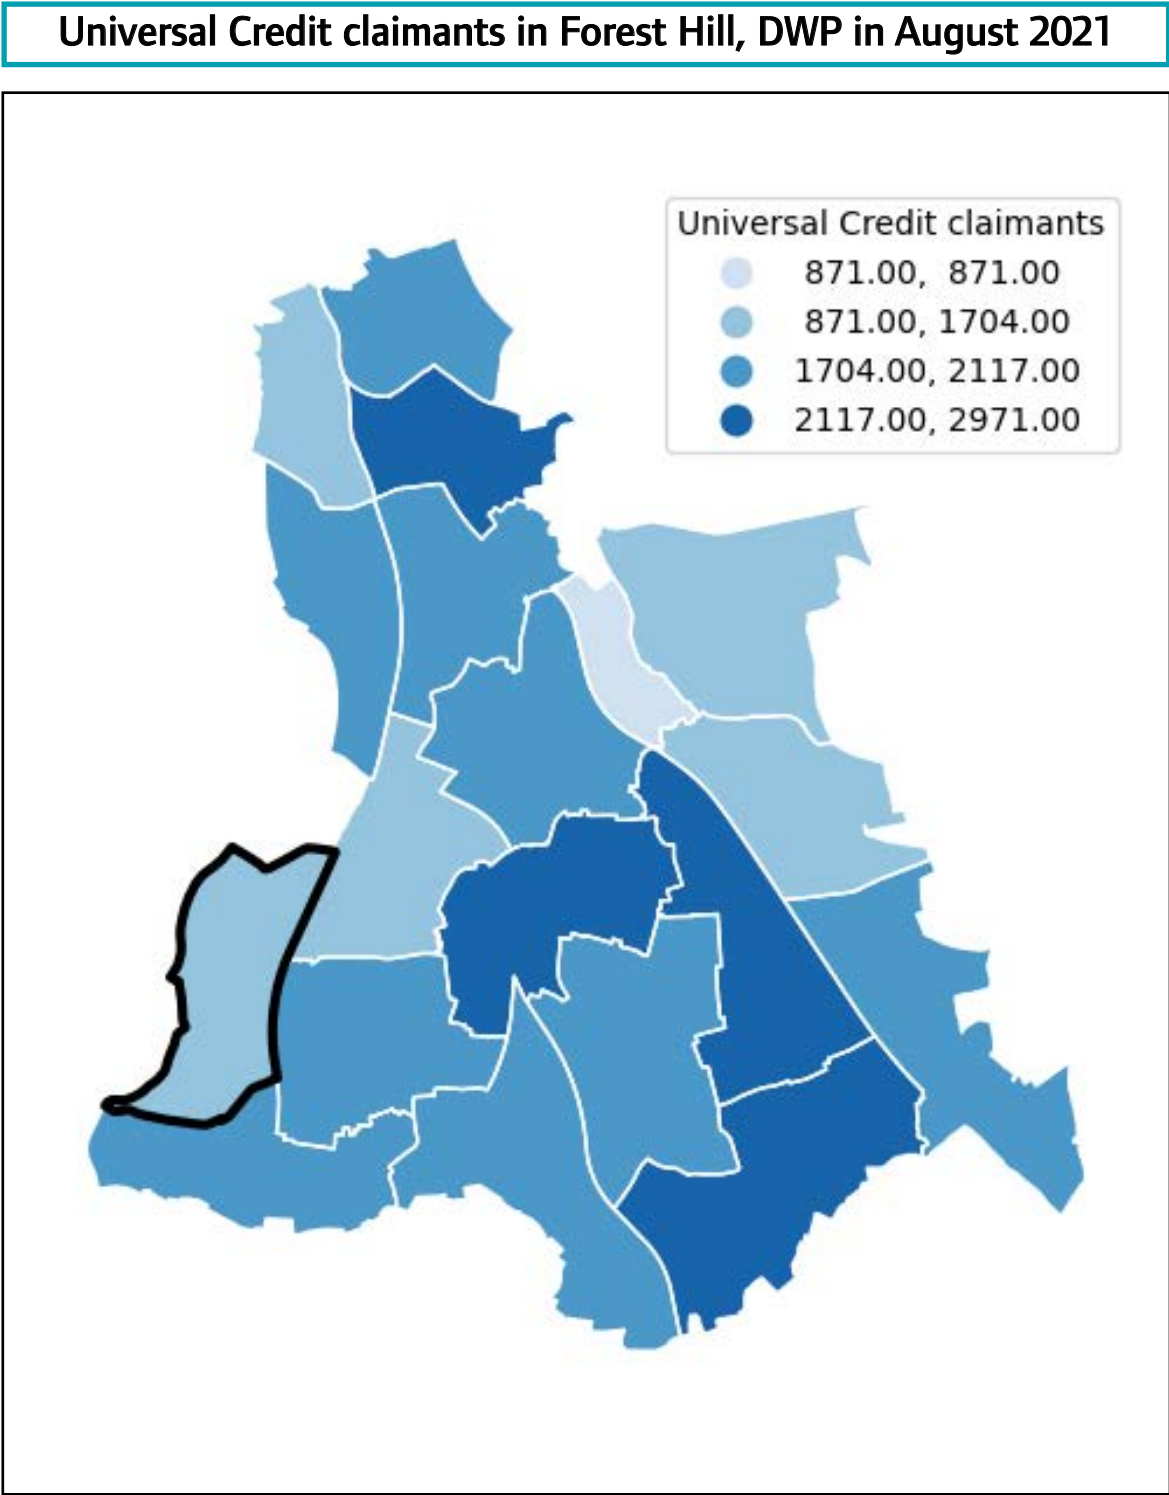 Universal Credit claimants in Forest Hill, DWP in August 2021
Universal Credit claimants
871.00, 871.00
871.00, 1704.00
1704.00, 2117.00
2117.00, 2971.00